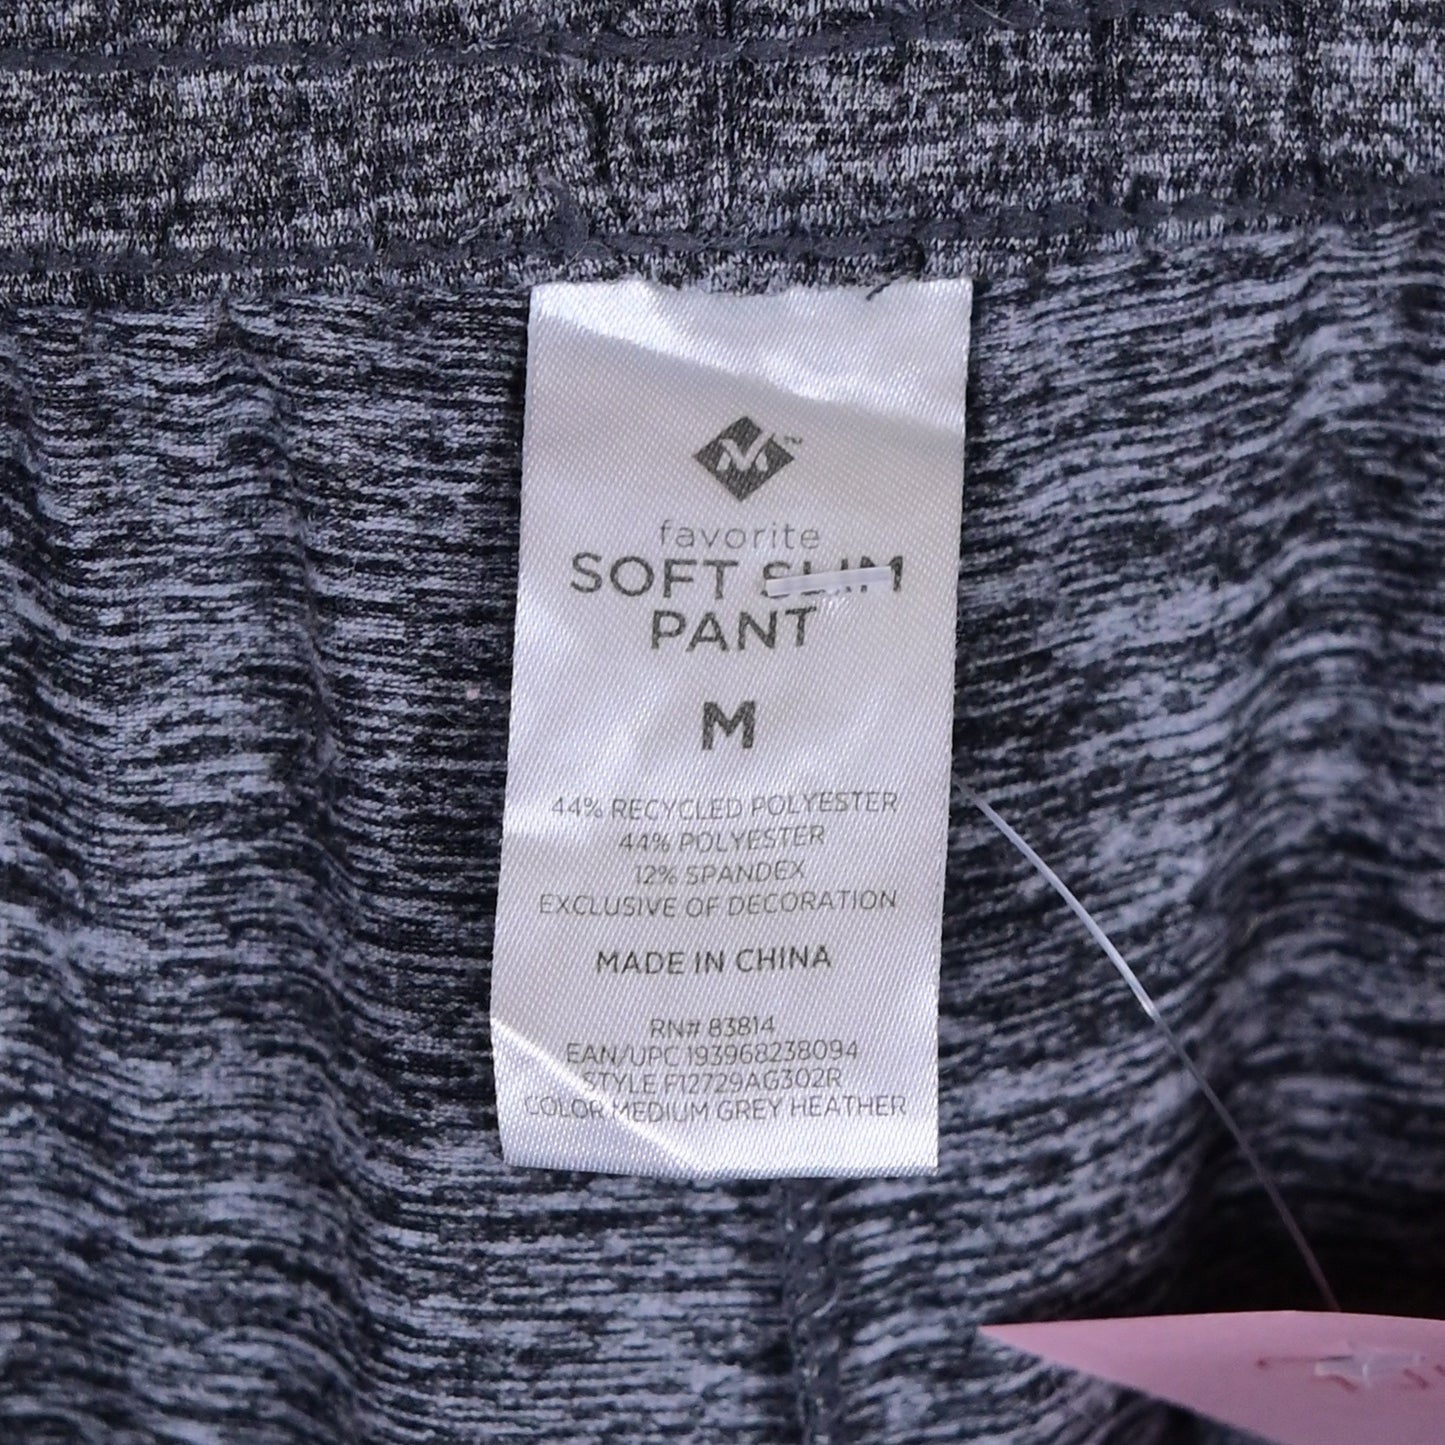 M™
favorite
SOFT SLIM
PANT
M
44% RECYCLED POLYESTER
44% POLYESTER
12% SPANDEX
EXCLUSIVE OF DECORATION
MADE IN CHINA
RN# 83814
EAN/UPC 193968238094
STYLE F12729AG302R
COLOR MEDIUM GREY HEATHER